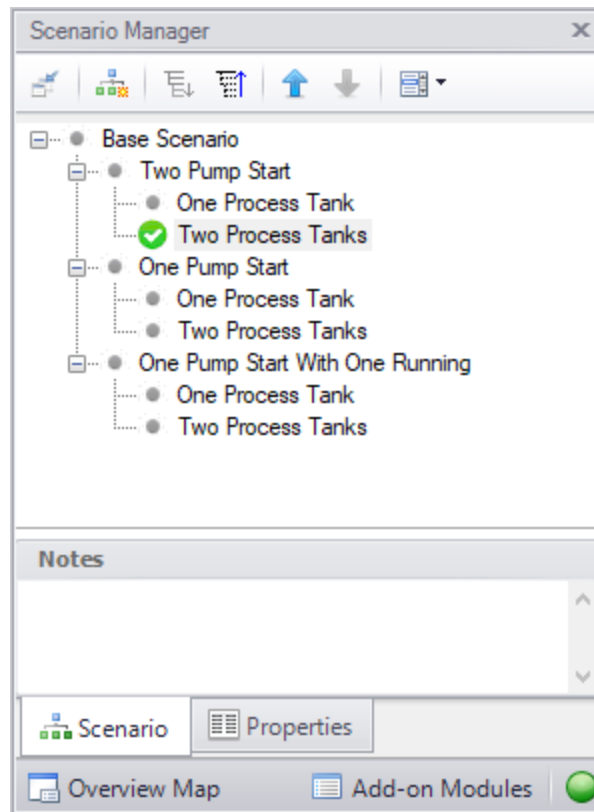 Scenario Manager
Base Scenario
Two Pump Start
One Process Tank
Two Process Tanks
One Pump Start
One Process Tank
Two Process Tanks
One Pump Start With One Running
One Process Tank
Two Process Tanks
Notes
Scenario Properties
Overview Map Add-on Modules